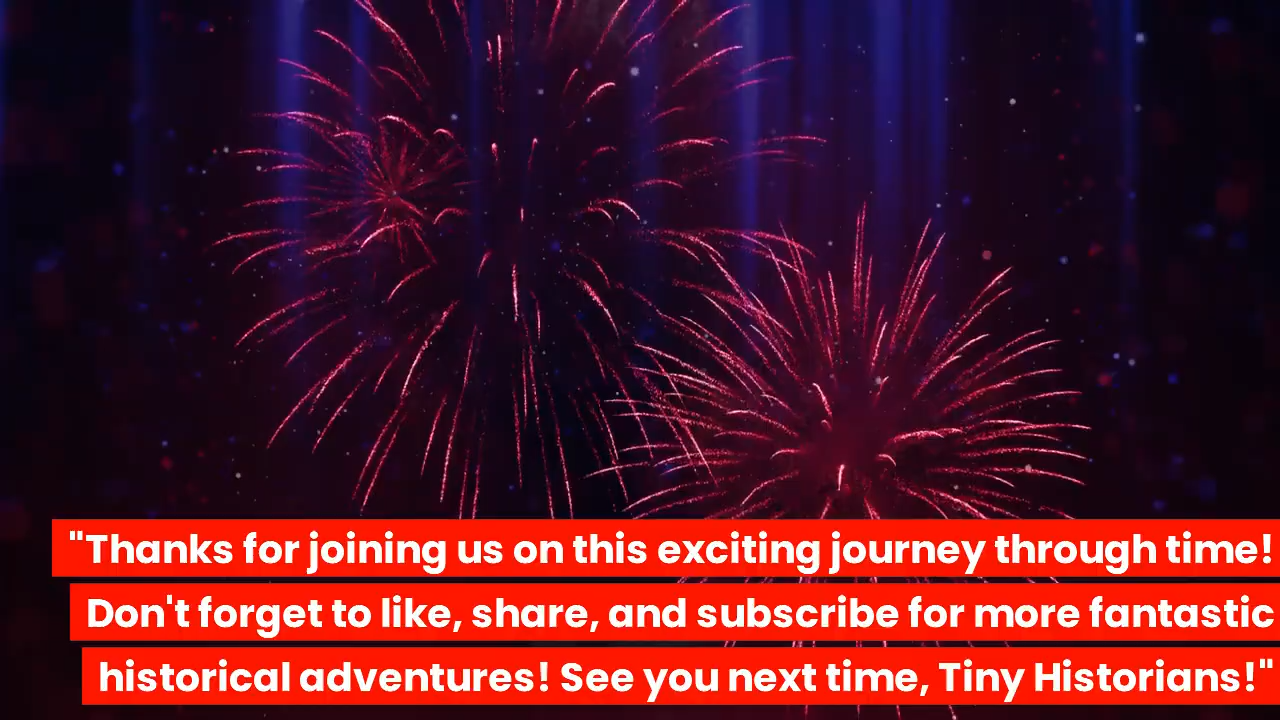 "Thanks for joining us on this exciting journey through time!
Don't forget to like, share, and subscribe for more fantastic
historical adventures! See you next time, Tiny Historians!"